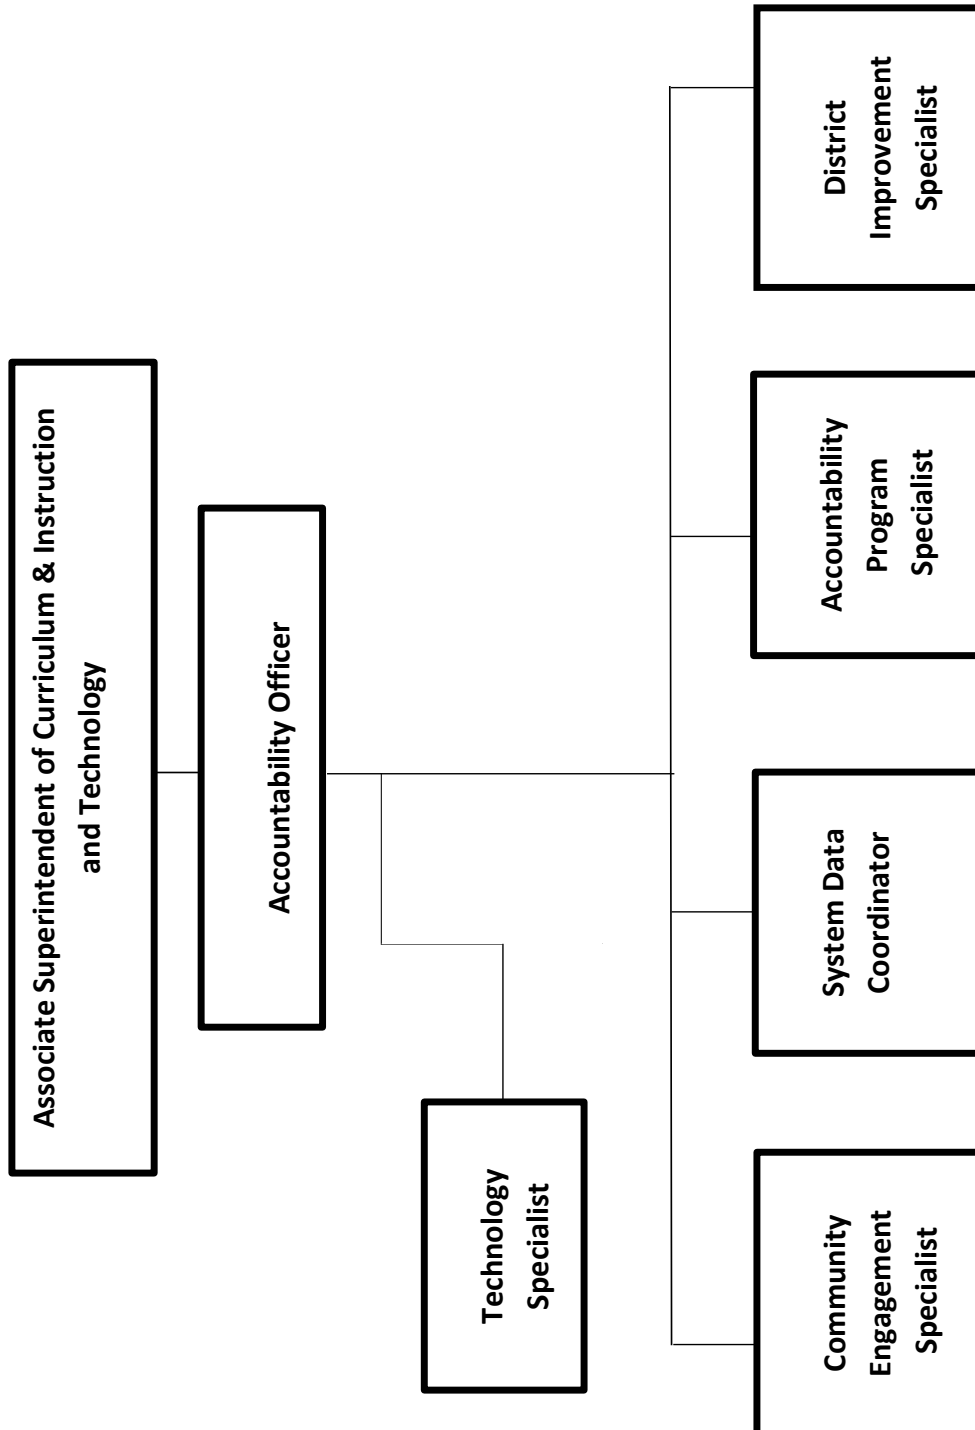 Associate Superintendent of Curriculum & Instruction
and Technology
Accountability Officer
Technology
Specialist
Community
Engagement
Specialist
System Data
Coordinator
Accountability
Program
Specialist
District
Improvement
Specialist